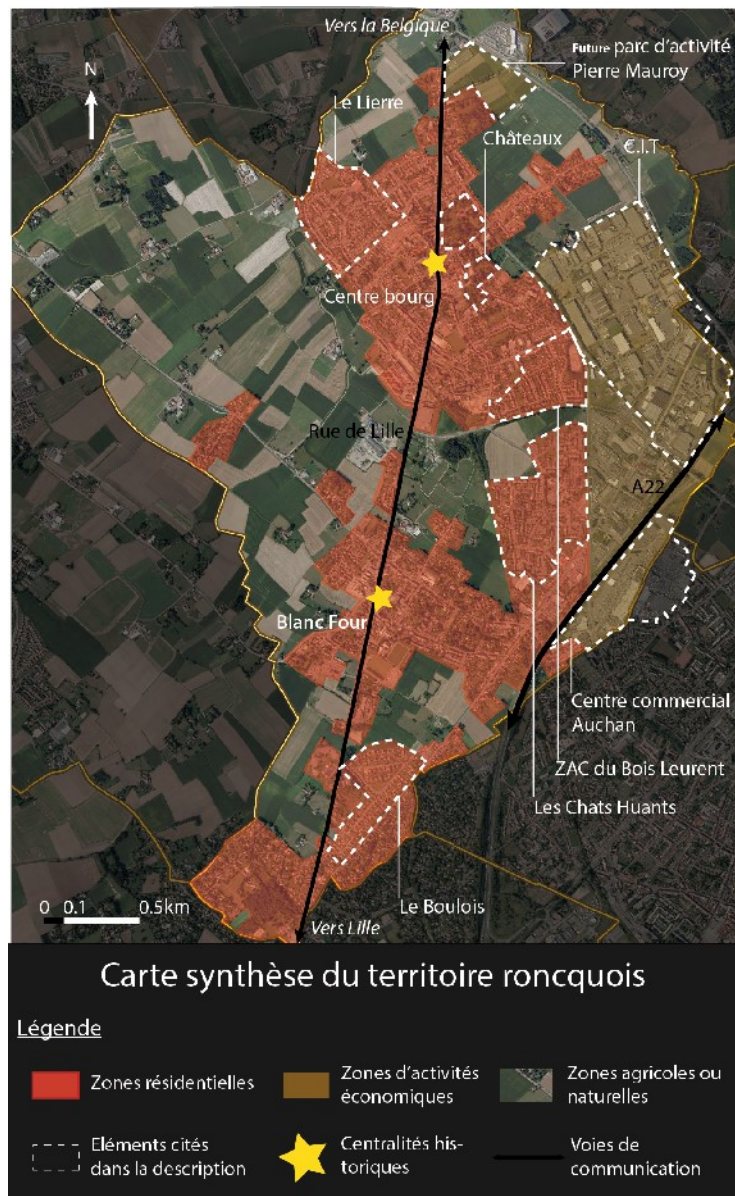 Vers la Belgique
Future parc d'activité
Pierre Mauroy
N
Le Lierre
Châteaux
C.I.T
Centre bourg
Rue de Lille
A22
Blanc Four
Centre commercial
Auchan
ZAC du Bois Leurent
Les Chats Huants
0 0.1 0.5km
Le Boulois
Vers Lille
Carte synthèse du territoire roncquois
Légende
Zones résidentielles
Zones d'activités
économiques
Zones agricoles ou
naturelles
Eléments cités
dans la description
Centralités his-
toriques
Voies de
communication